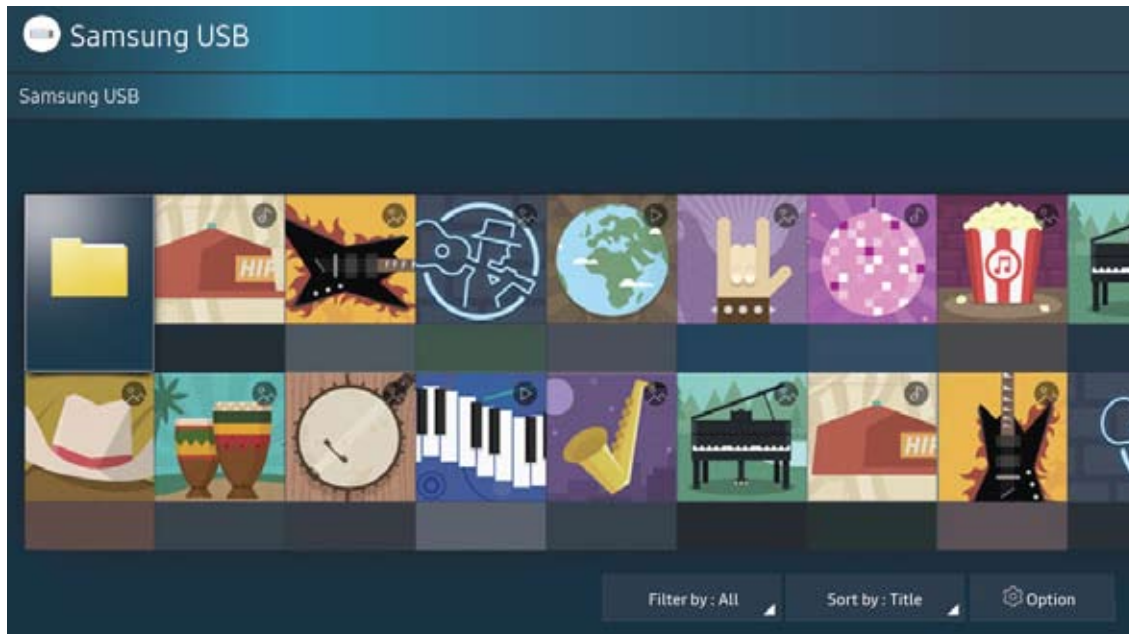 Samsung USB
Samsung USB
HIP
HIP
Filter by : All
Sort by : Title
Option